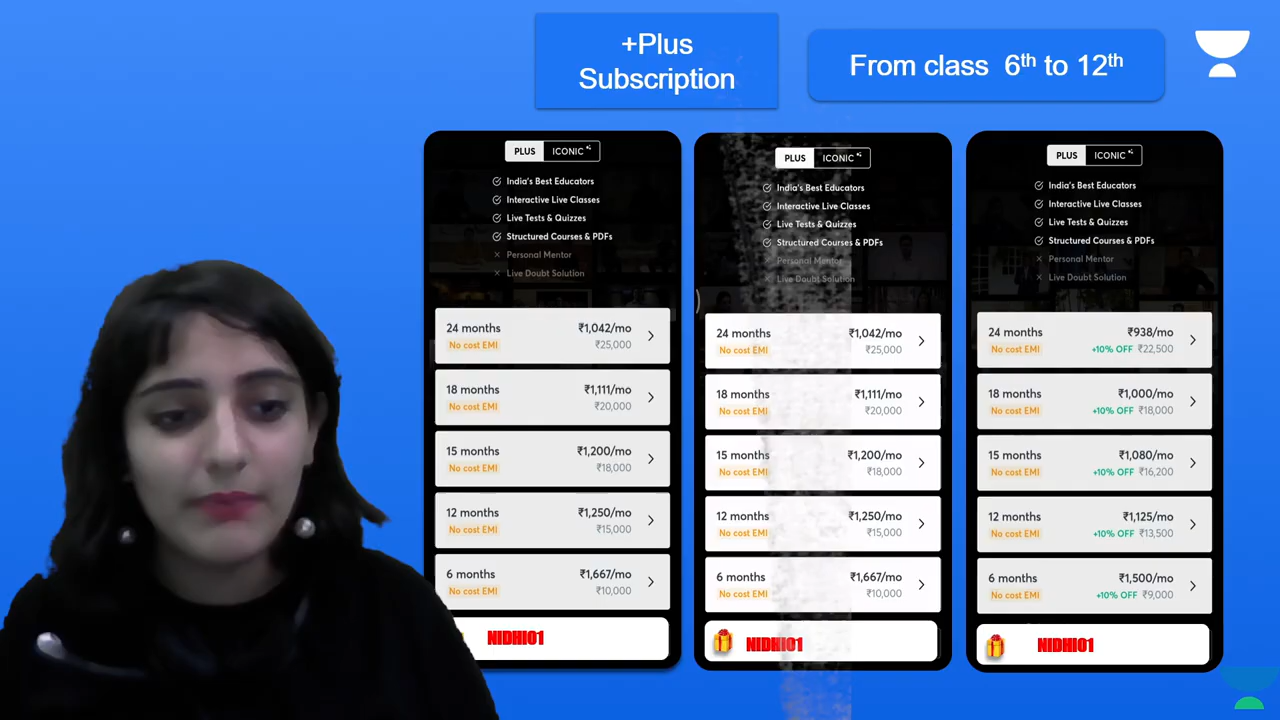 +Plus
Subscription
From class 6th to 12th
PLUS ICONIC
India's Best Educators
Interactive Live Classes
Live Tests & Quizzes
Structured Courses & PDFs
Personal Mentor
Live Doubt Solution
24 months ₹1,042/mo
No cost EMI ₹25,000
18 months ₹1,111/mo
No cost EMI ₹20,000
15 months ₹1,200/mo
No cost EMI ₹18,000
12 months ₹1,250/mo
No cost EMI ₹15,000
6 months ₹1,667/mo
No cost EMI ₹10,000
NIDHI01
PLUS ICONIC
India's Best Educators
Interactive Live Classes
Live Tests & Quizzes
Structured Courses & PDFs
Personal Mentor
Live Doubt Solution
24 months ₹1,042/mo
No cost EMI ₹25,000
18 months ₹1,111/mo
No cost EMI ₹20,000
15 months ₹1,200/mo
No cost EMI ₹18,000
12 months ₹1,250/mo
No cost EMI ₹15,000
6 months ₹1,667/mo
No cost EMI ₹10,000
NIDHI01
PLUS ICONIC
India's Best Educators
Interactive Live Classes
Live Tests & Quizzes
Structured Courses & PDFs
Personal Mentor
Live Doubt Solution
24 months ₹938/mo
No cost EMI +10% OFF ₹22,500
18 months ₹1,000/mo
No cost EMI +10% OFF ₹18,000
15 months ₹1,080/mo
No cost EMI +10% OFF ₹16,200
12 months ₹1,125/mo
No cost EMI +10% OFF ₹13,500
6 months ₹1,500/mo
No cost EMI +10% OFF ₹9,000
NIDHI01